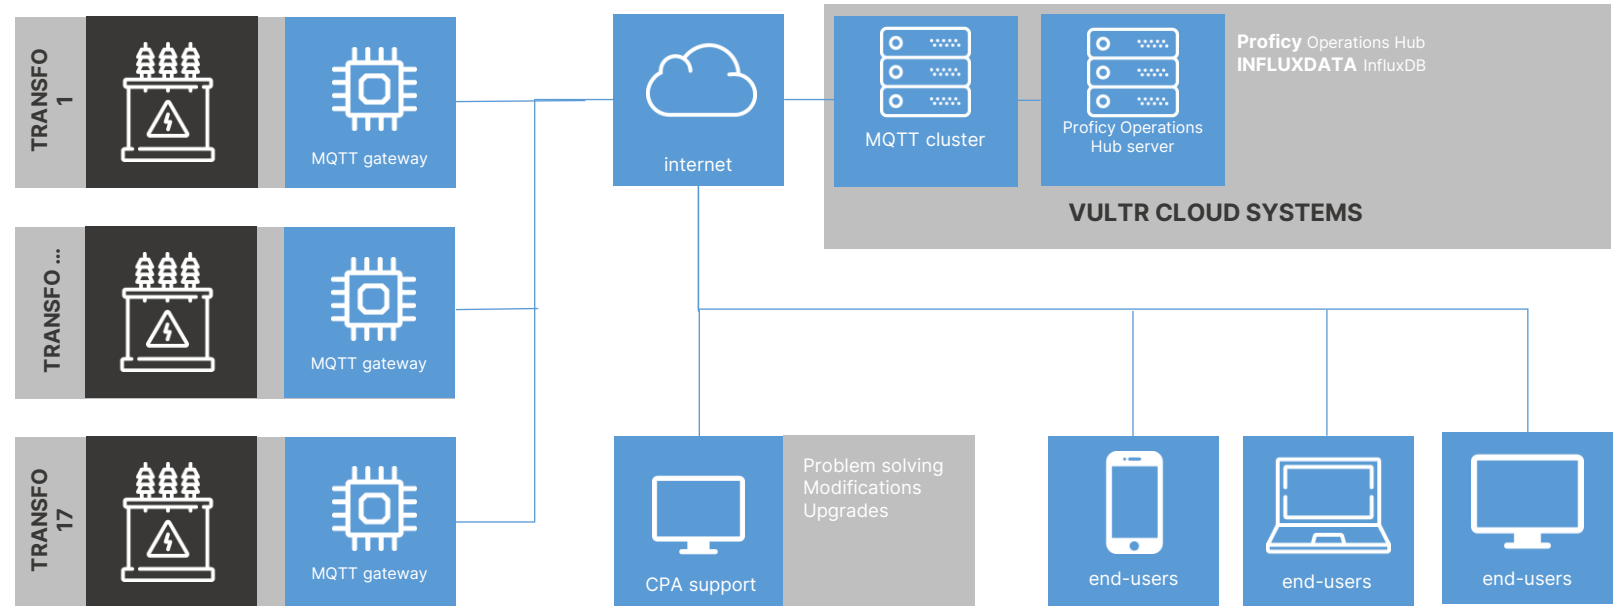 TRANSFO
1
MQTT gateway
internet
MQTT cluster
Proficy Operations
Hub server
Proficy Operations Hub
INFLUXDATA InfluxDB
VULTR CLOUD SYSTEMS
TRANSFO ...
MQTT gateway
TRANSFO
17
MQTT gateway
CPA support
Problem solving
Modifications
Upgrades
end-users
end-users
end-users